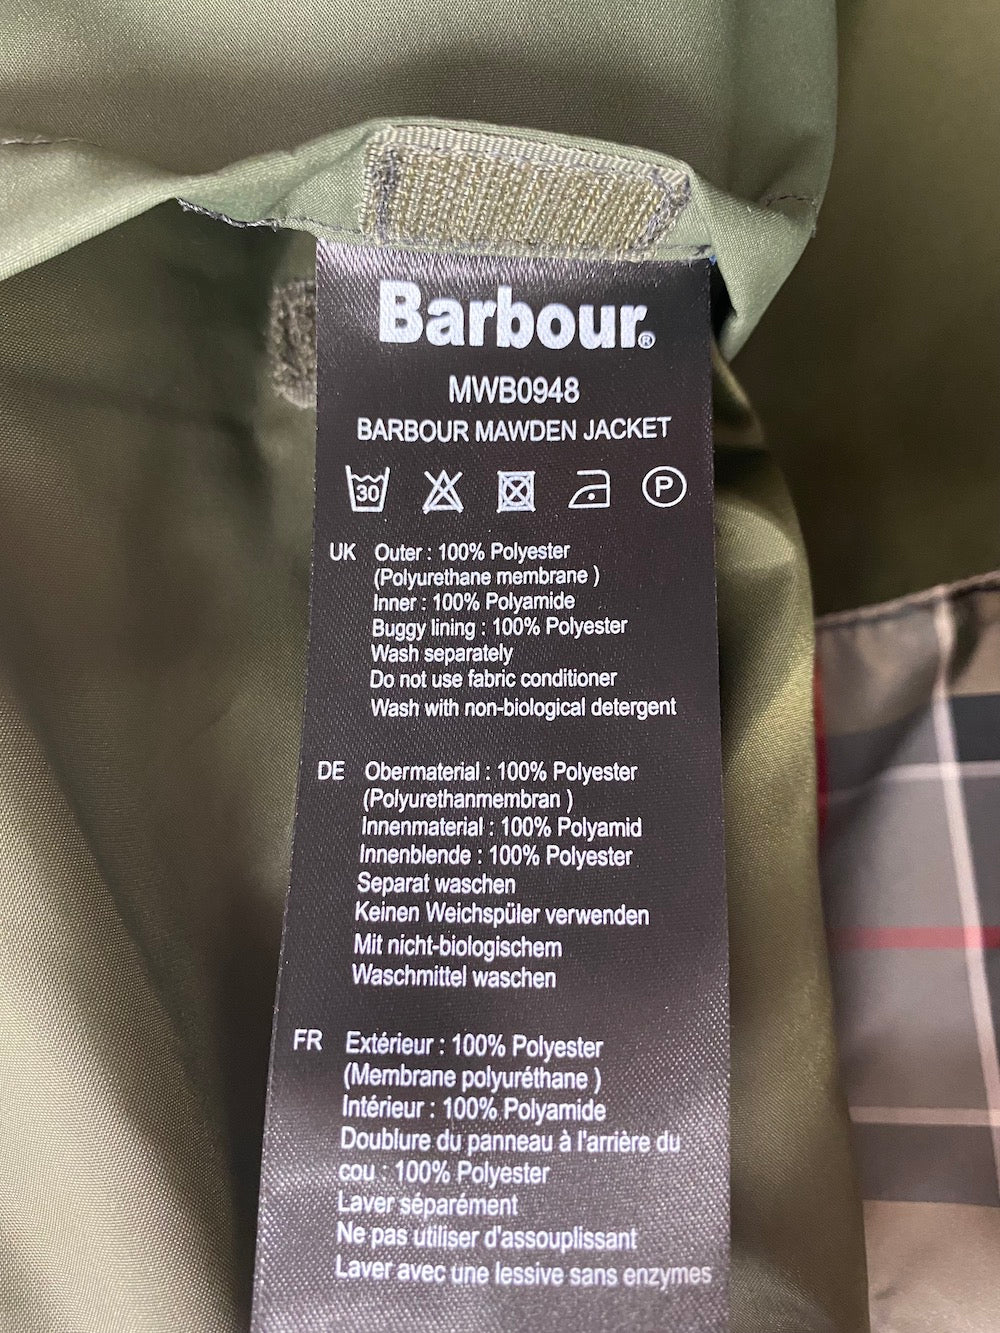 Barbour®
MWB0948
BARBOUR MAWDEN JACKET
30 P
UK Outer : 100% Polyester
(Polyurethane membrane )
Inner : 100% Polyamide
Buggy lining : 100% Polyester
Wash separately
Do not use fabric conditioner
Wash with non-biological detergent
DE Obermaterial : 100% Polyester
(Polyurethanmembran )
Innenmaterial : 100% Polyamid
Innenblende : 100% Polyester
Separat waschen
Keinen Weichspüler verwenden
Mit nicht-biologischem
Waschmittel waschen
FR Extérieur : 100% Polyester
(Membrane polyuréthane )
Intérieur : 100% Polyamide
Doublure du panneau à l'arrière du
cou : 100% Polyester
Laver séparément
Ne pas utiliser d'assouplissant
Laver avec une lessive sans enzymes